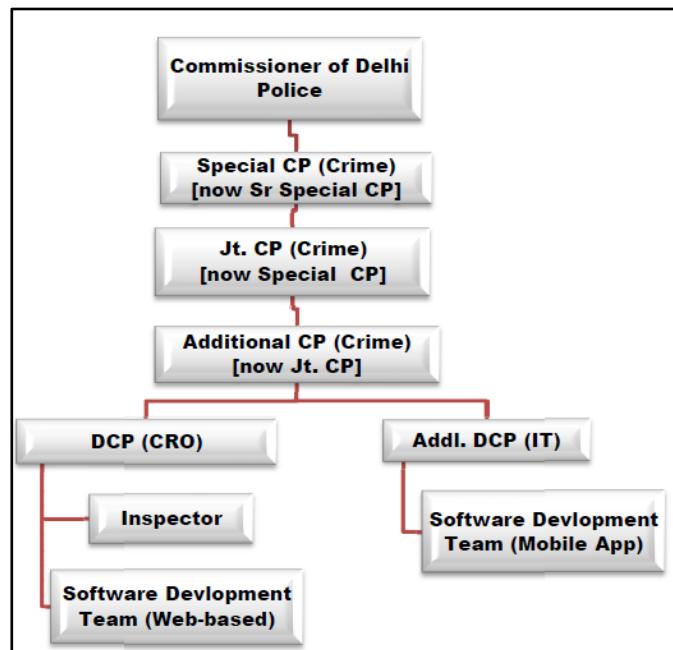 Commissioner of Delhi
Police
Special CP (Crime)
[now Sr Special CP]
Jt. CP (Crime)
[now Special CP]
Additional CP (Crime)
[now Jt. CP]
DCP (CRO)
Addl. DCP (IT)
Inspector
Software Devlopment
Team (Mobile App)
Software Devlopment
Team (Web-based)